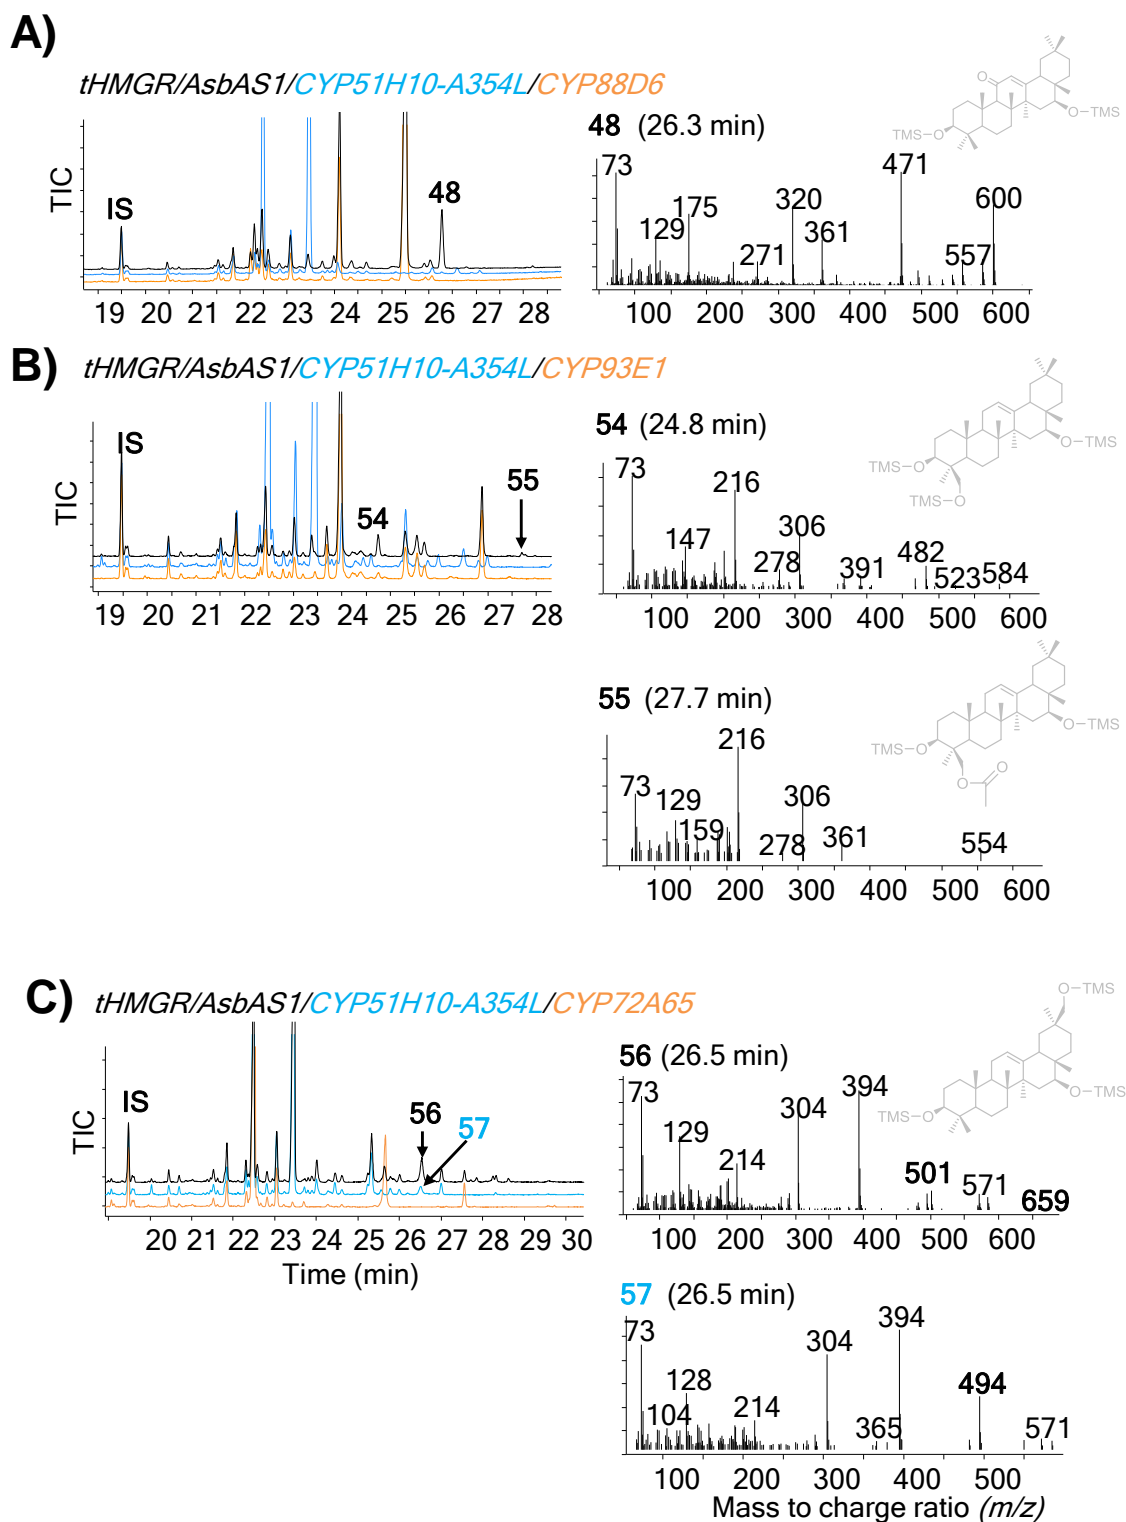 A)
tHMGR/AsbAS1/CYP51H10-A354L/CYP88D6
TIC
IS
48
19 20 21 22 23 24 25 26 27 28
48 (26.3 min)
73 129 175 271 320 361 471 557 600
100 200 300 400 500 600
O
TMS—O
O—TMS
B)
tHMGR/AsbAS1/CYP51H10-A354L/CYP93E1
TIC
IS
54
55
19 20 21 22 23 24 25 26 27 28
54 (24.8 min)
73 147 216 278 306 391 482 523 584
100 200 300 400 500 600
TMS—O
TMS—O
O—TMS
55 (27.7 min)
73 129 159 216 278 306 361 554
100 200 300 400 500 600
TMS—O
O
O
O—TMS
C)
tHMGR/AsbAS1/CYP51H10-A354L/CYP72A65
TIC
IS
56
57
20 21 22 23 24 25 26 27 28 29 30
Time (min)
56 (26.5 min)
73 129 214 304 394 501 571 659
100 200 300 400 500 600
O—TMS
TMS—O
O—TMS
57 (26.5 min)
73 104 128 214 304 365 394 494 571
100 200 300 400 500
Mass to charge ratio (m/z)